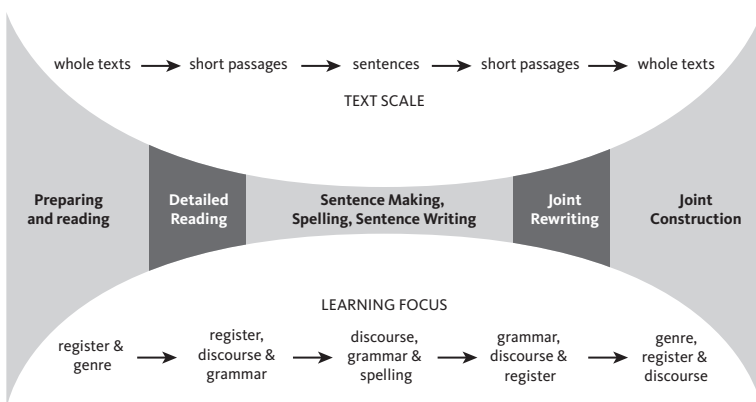 whole texts → short passages → sentences → short passages → whole texts
TEXT SCALE
Preparing
and reading
Detailed
Reading
Sentence Making,
Spelling, Sentence Writing
Joint
Rewriting
Joint
Construction
LEARNING FOCUS
register &
genre
register,
discourse &
grammar
discourse,
grammar &
spelling
grammar,
discourse &
register
genre,
register &
discourse